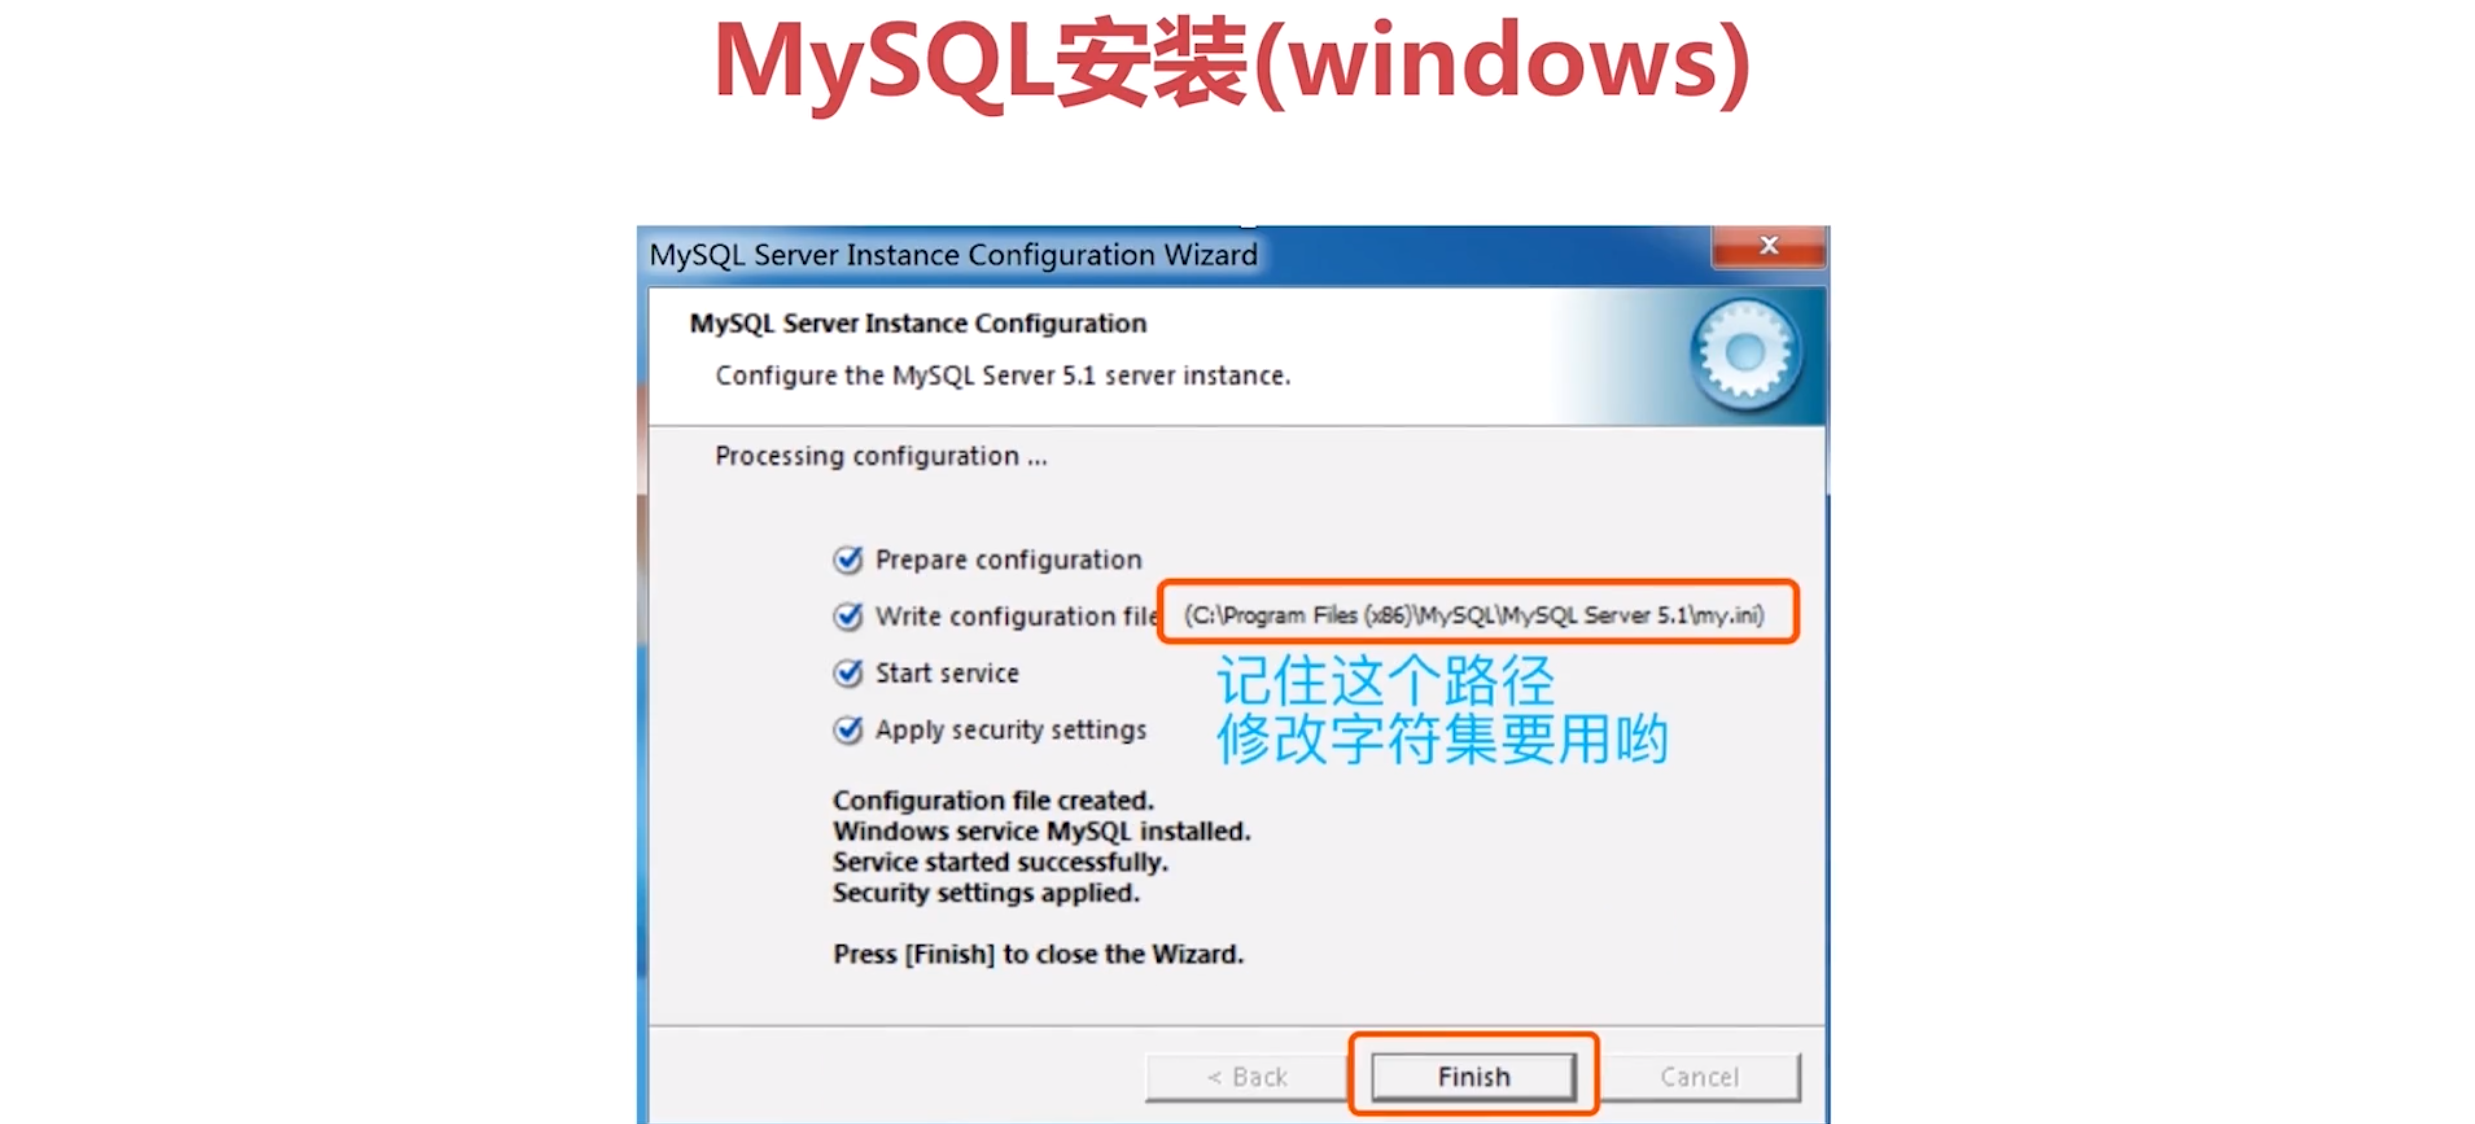 MySQL安装(windows)
MySQL Server Instance Configuration Wizard
x
MySQL Server Instance Configuration
Configure the MySQL Server 5.1 server instance.
Processing configuration ...
Prepare configuration
Write configuration file (C:\Program Files (x86)\MySQL\MySQL Server 5.1\my.ini)
Start service
记住这个路径
Apply security settings
修改字符集要用哟
Configuration file created.
Windows service MySQL installed.
Service started successfully.
Security settings applied.
Press [Finish] to close the Wizard.
< Back
Finish
Cancel